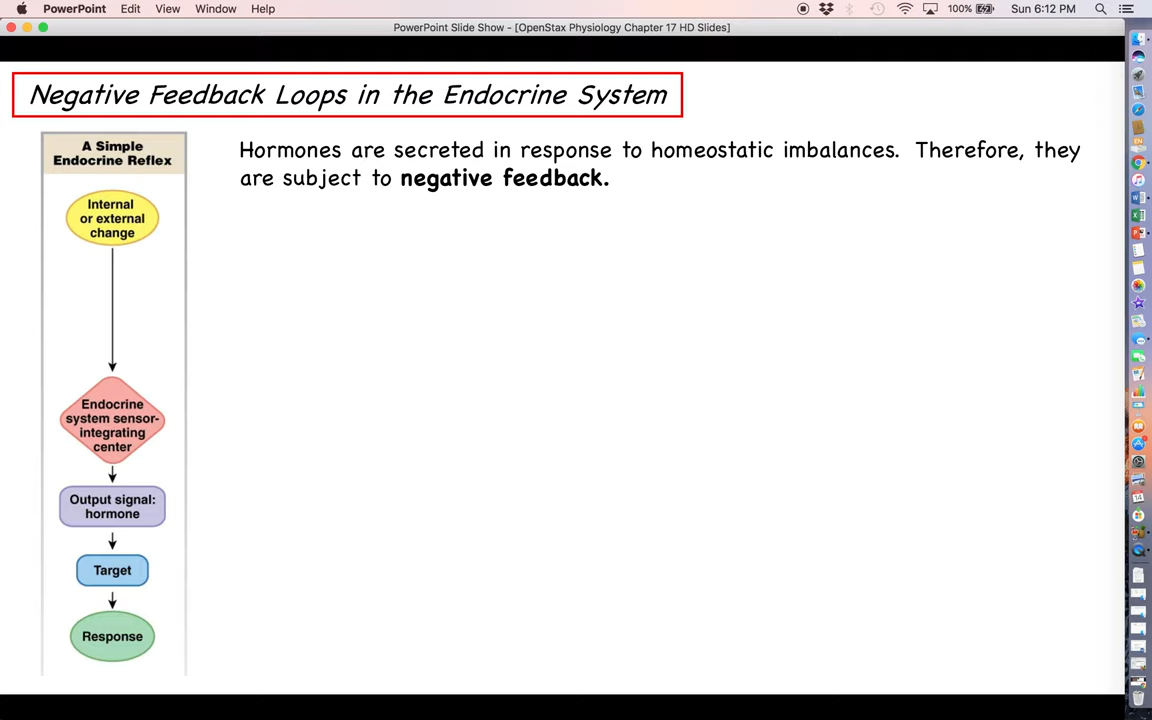 PowerPoint Edit View Window Help 100% Sun 6:12 PM
PowerPoint Slide Show - [OpenStax Physiology Chapter 17 HD Slides]
Negative Feedback Loops in the Endocrine System
A Simple
Endocrine Reflex
Internal
or external
change
Endocrine
system sensor-
integrating
center
Output signal:
hormone
Target
Response
Hormones are secreted in response to homeostatic imbalances. Therefore, they
are subject to negative feedback.